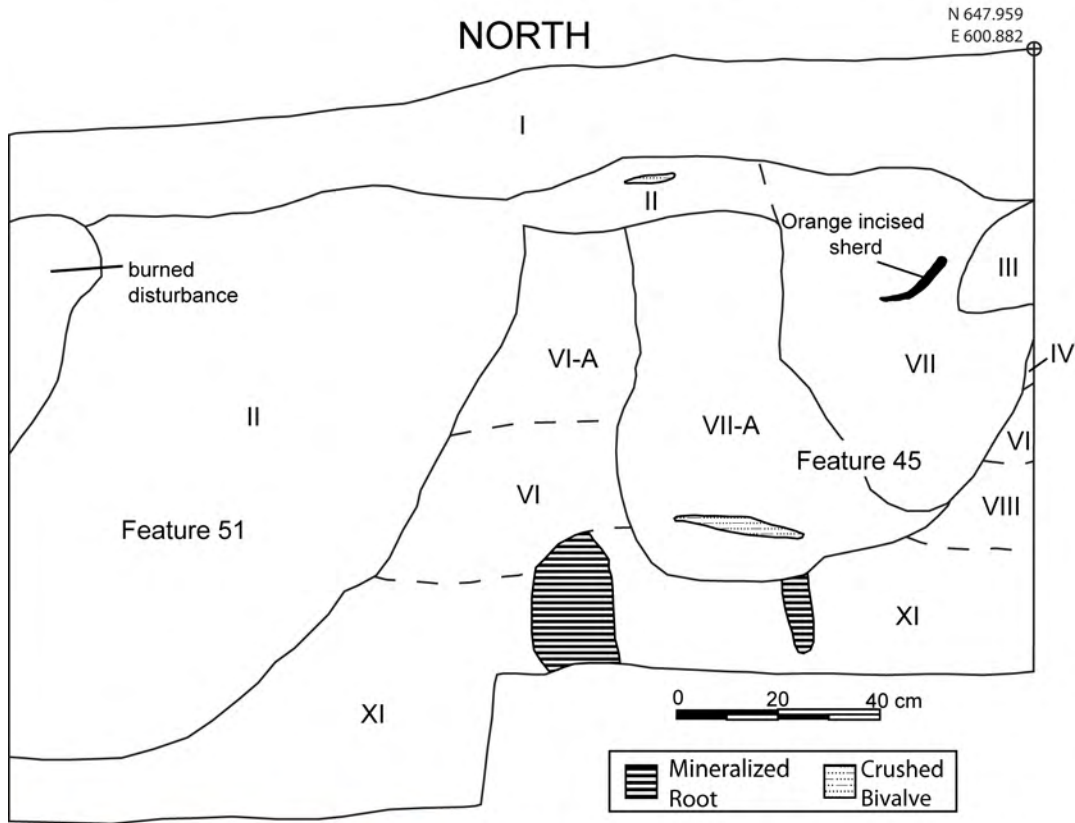 N 647.959
E 600.882
NORTH
I
II
Orange incised
sherd
III
burned
disturbance
IV
VI-A
VII
II
VII-A
VI
Feature 45
VI
VIII
Feature 51
XI
XI
0 20 40 cm
Mineralized
Root
Crushed
Bivalve